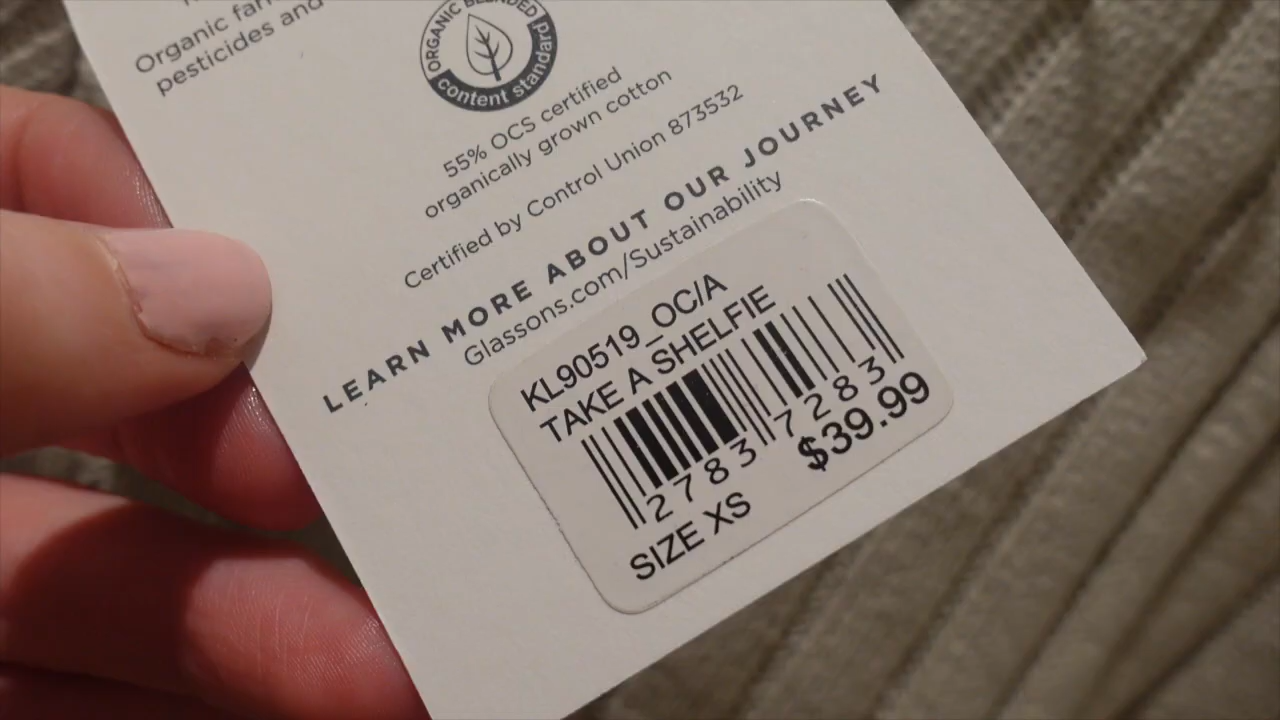 Organic
pesticides and
ORGANIC BLENDED
content standard
55% OCS certified
organically grown cotton
Certified by Control Union 873532
LEARN MORE ABOUT OUR JOURNEY
Glassons.com/Sustainability
KL90519_OC/A
TAKE A SHELFIE
2783 7283
$39.99
SIZE XS